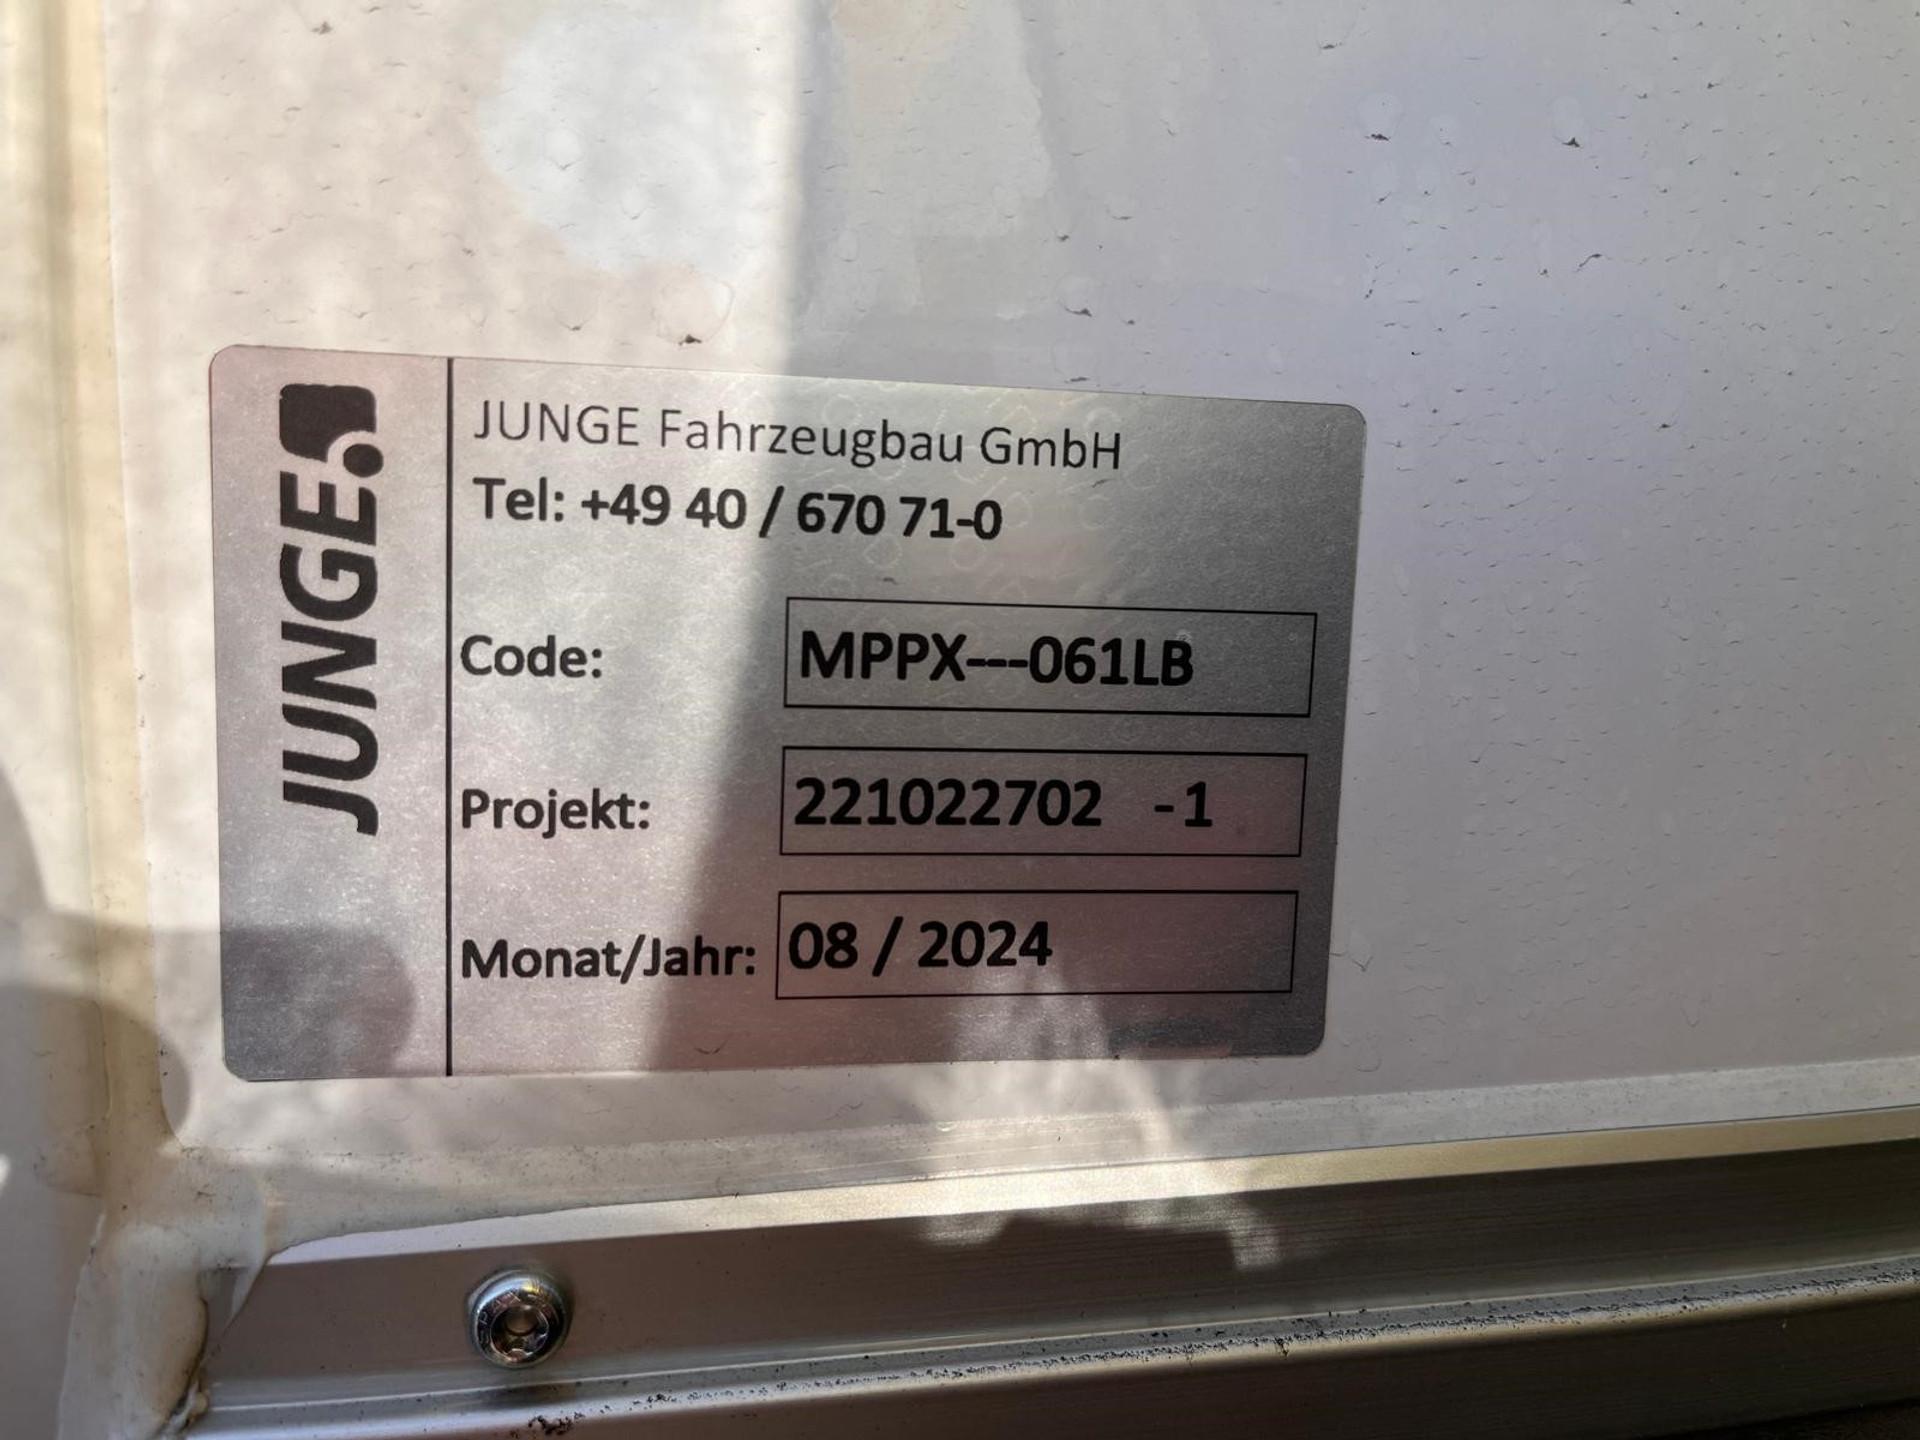 JUNGE
JUNGE Fahrzeugbau GmbH
Tel: +49 40 / 670 71-0
Code: MPPX---061LB
Projekt: 221022702 -1
Monat/Jahr: 08 / 2024